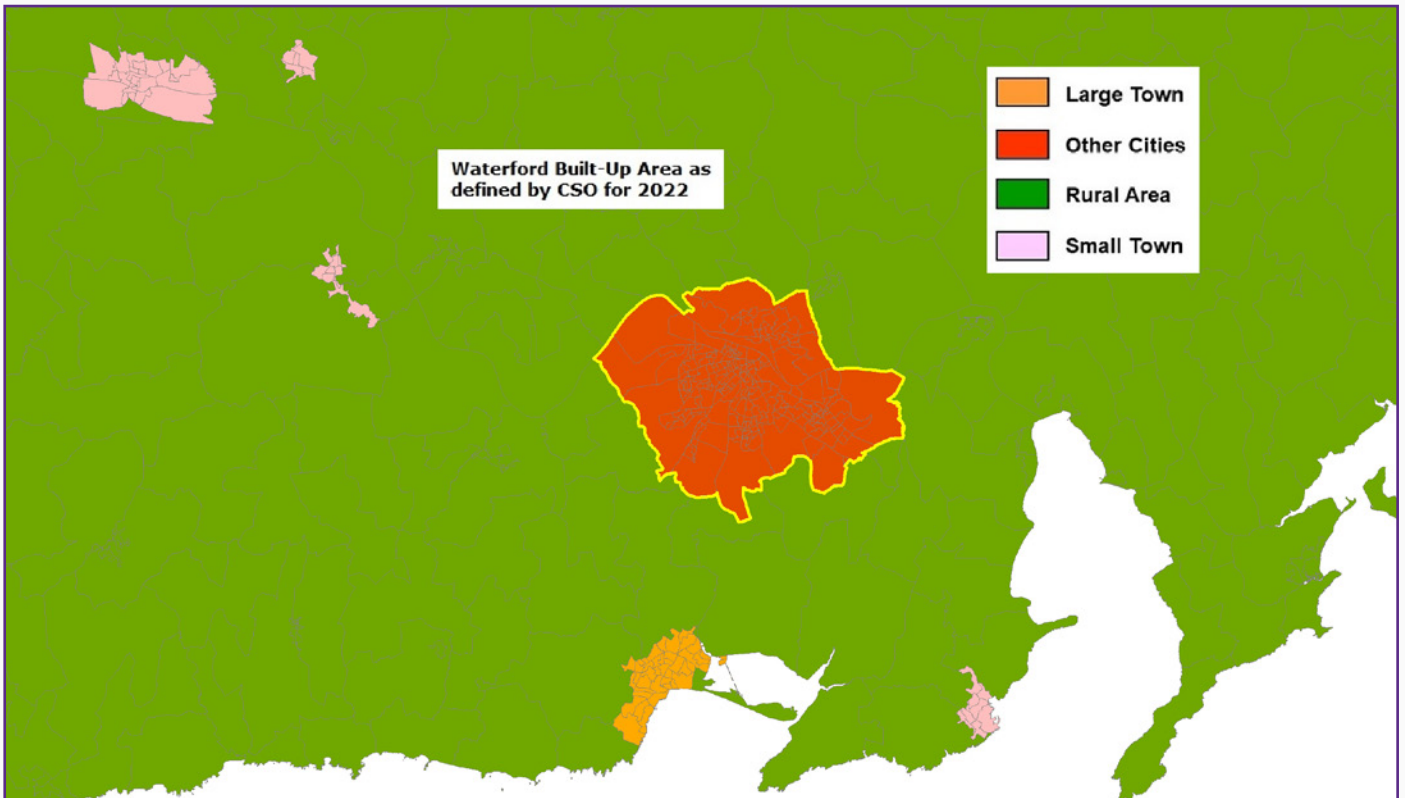 Waterford Built-Up Area as
defined by CSO for 2022
Large Town
Other Cities
Rural Area
Small Town